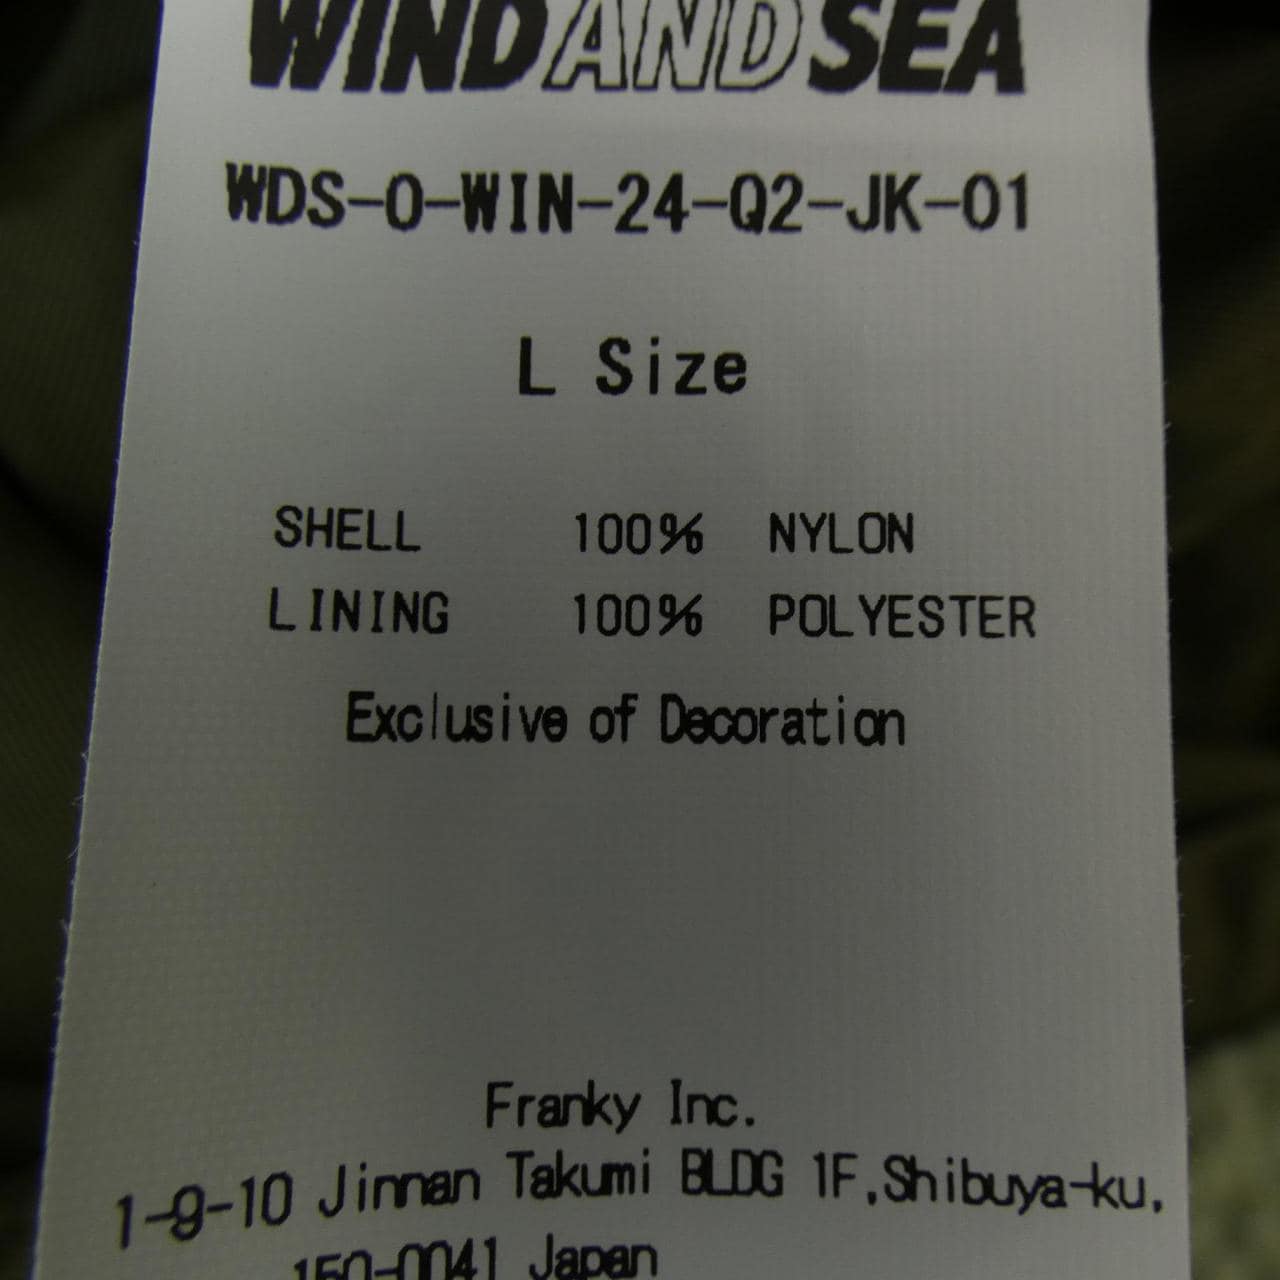 WINDANDSEA
WDS-O-WIN-24-Q2-JK-01
L Size
SHELL 100% NYLON
LINING 100% POLYESTER
Exclusive of Decoration
Franky Inc.
1-9-10 Jinnan Takumi BLDG 1F,Shibuya-ku,
150-0041 Japan